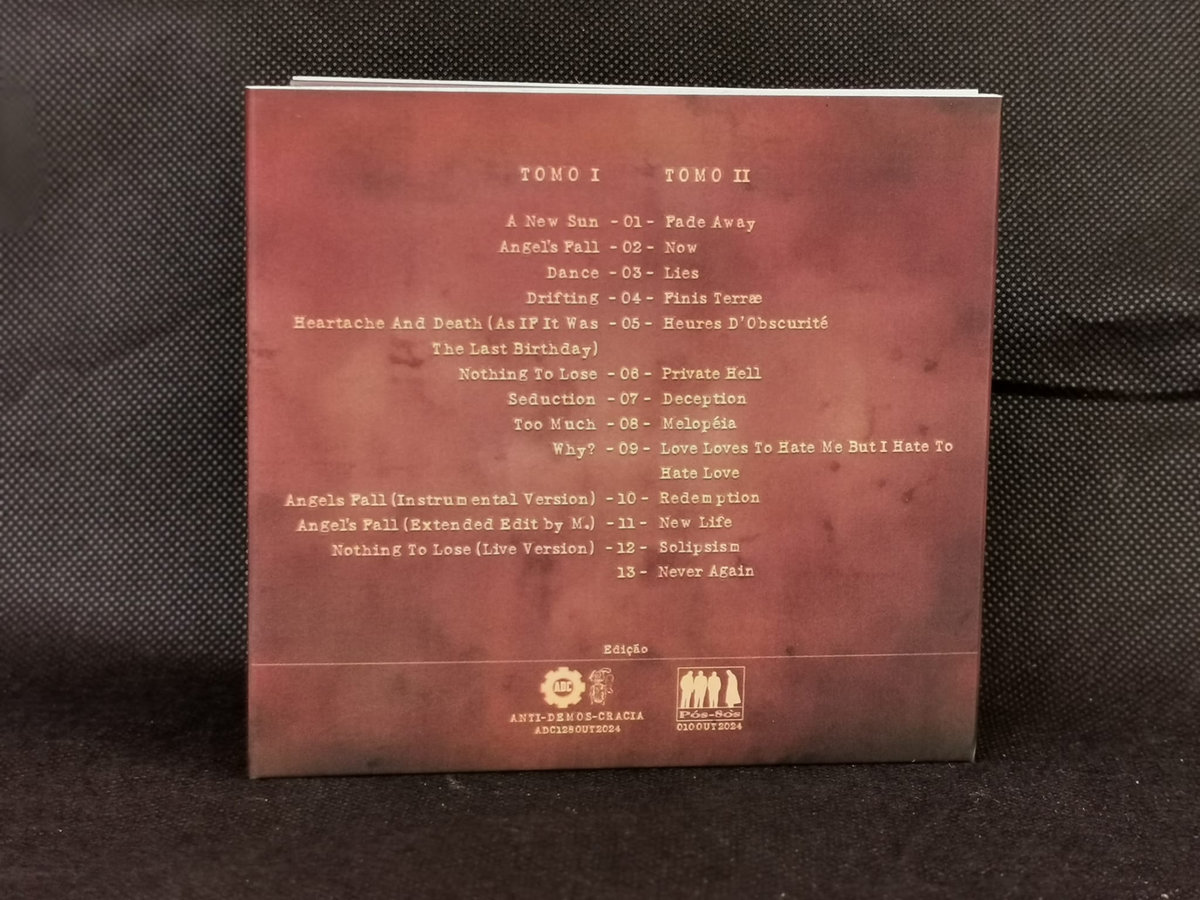 TOMO I TOMO II
A New Sun - 01 - Fade Away
Angel's Fall - 02 - Now
Dance - 03 - Lies
Drifting - 04 - Finis Terræ
Heartache And Death (As IF It Was - 05 - Heures D'Obscurité
The Last Birthday)
Nothing To Lose - 06 - Private Hell
Seduction - 07 - Deception
Too Much - 08 - Melopéia
Why? - 09 - Love Loves To Hate Me But I Hate To
Hate Love
Angels Fall (Instrumental Version) - 10 - Redemption
Angel's Fall (Extended Edit by M.) - 11 - New Life
Nothing To Lose (Live Version) - 12 - Solipsism
13 - Never Again
Edição
ADC
ANTI-DEMOS-CRACIA
ADC128OUT2024
Pós-80's
010OUT2024